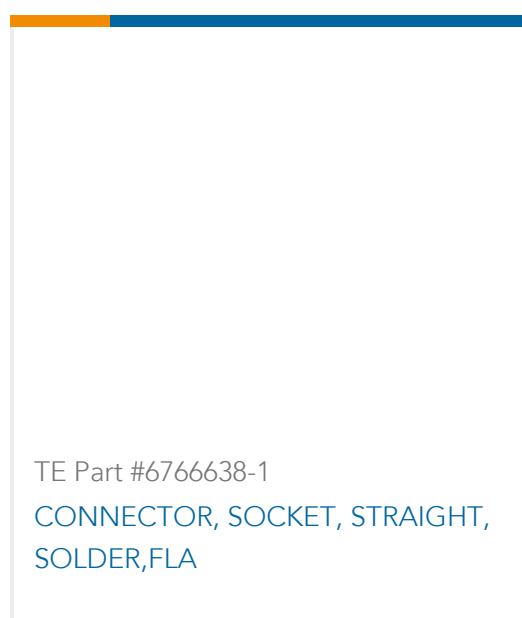 TE Part #6766638-1
CONNECTOR, SOCKET, STRAIGHT,
SOLDER,FLA